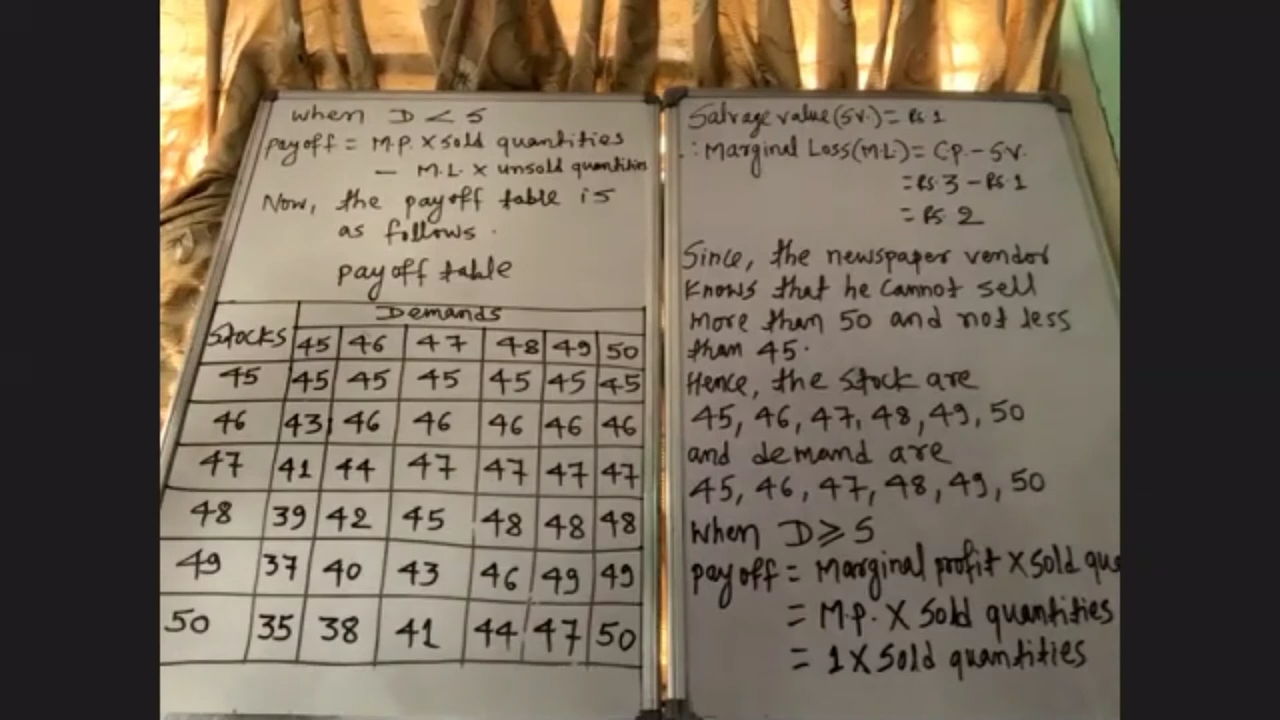 when D < S
payoff = M.P. X sold quantities
— M.L. x unsold quantities
Now, the payoff table is
as follows.
payoff table
Stocks Demands
45 46 47 48 49 50
45 45 45 45 45 45 45
46 43 46 46 46 46 46
47 41 44 47 47 47 47
48 39 42 45 48 48 48
49 37 40 43 46 49 49
50 35 38 41 44 47 50
Salvage value (S.V.) = Rs. 1
∴ Marginal Loss (M.L) = C.P. - S.V.
= Rs. 3 - Rs. 1
= Rs. 2
Since, the newspaper vendor
knows that he cannot sell
more than 50 and not less
than 45.
Hence, the stock are
45, 46, 47, 48, 49, 50
and demand are
45, 46, 47, 48, 49, 50
When D ⩾ S
payoff = Marginal profit X sold que
= M.P. X Sold quantities
= 1 X Sold quantities